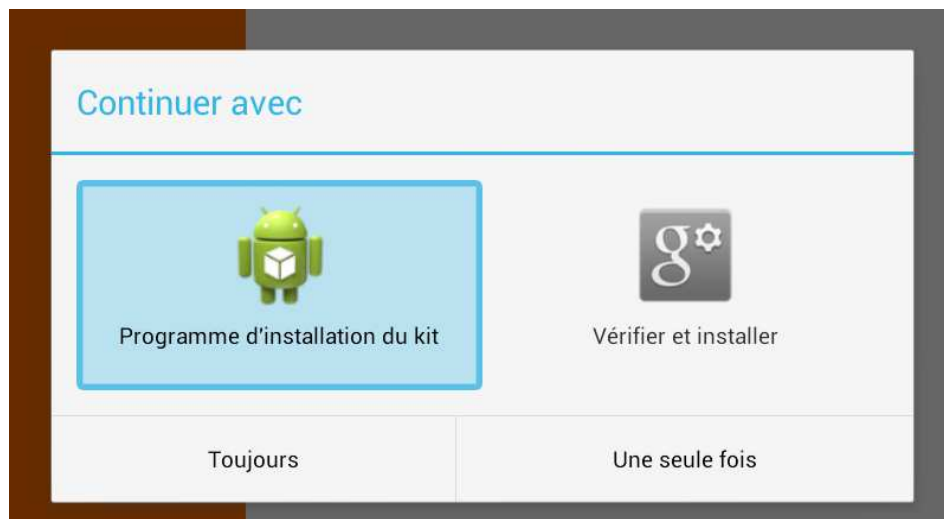 Continuer avec
Programme d'installation du kit
Vérifier et installer
Toujours
Une seule fois